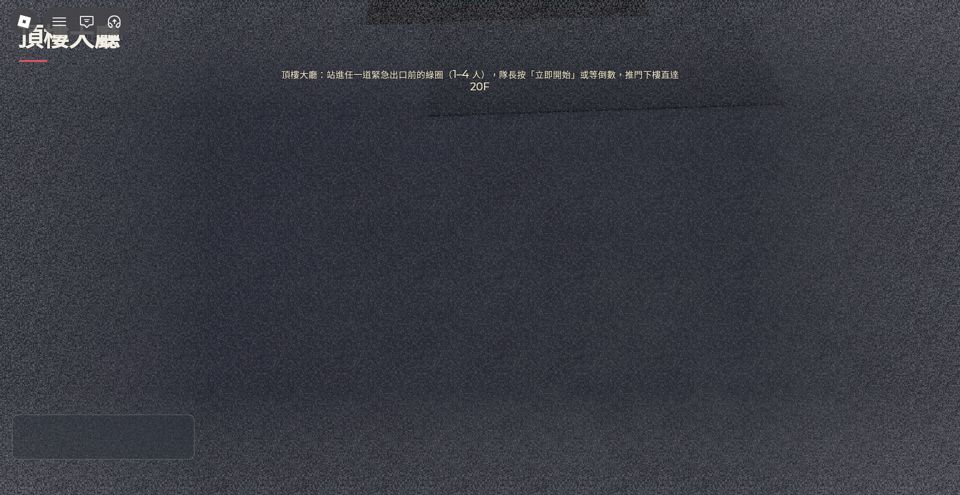 頂樓大廳
頂樓大廳：站進任一道緊急出口前的綠圈（1–4 人），隊長按「立即開始」或等倒數，推門下樓直達
20F